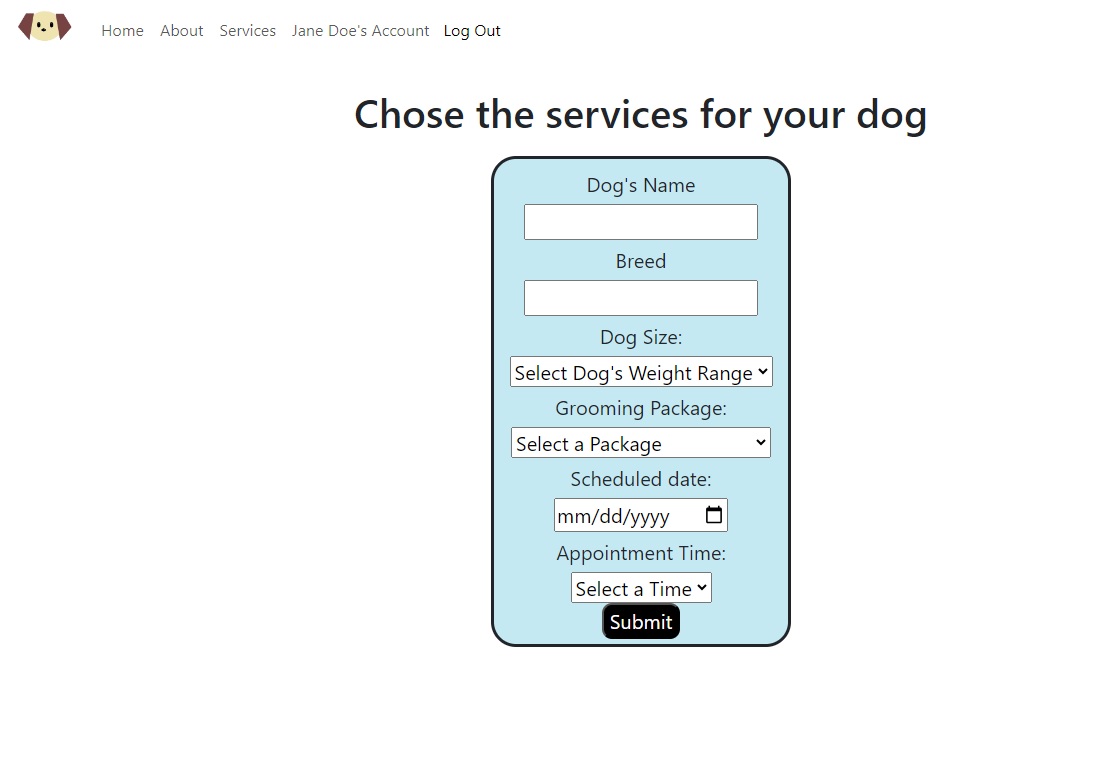 Home About Services Jane Doe's Account Log Out
Chose the services for your dog
Dog's Name
Breed
Dog Size:
Select Dog's Weight Range
Grooming Package:
Select a Package
Scheduled date:
mm/dd/yyyy
Appointment Time:
Select a Time
Submit